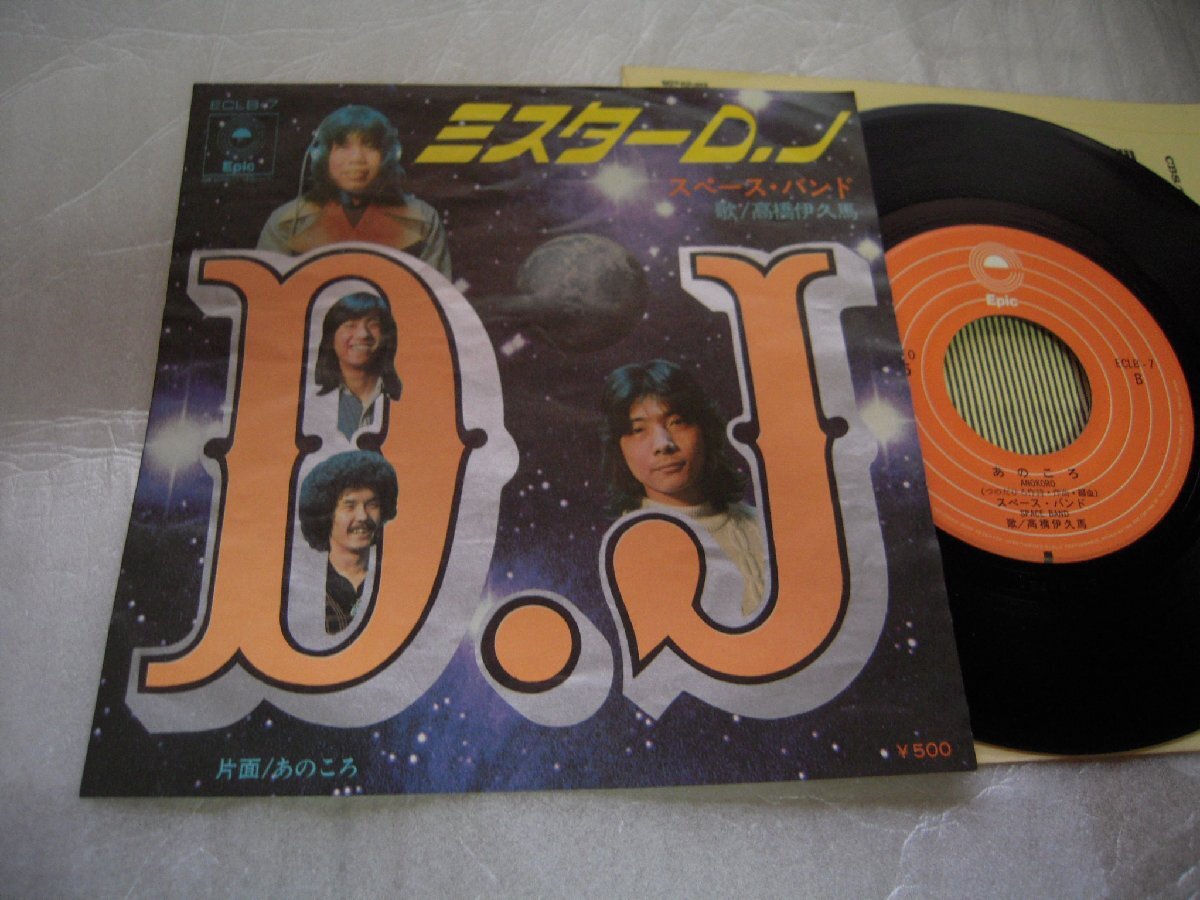 ECLB-7
Epic
ミスターD.J
スペース・バンド
歌/高橋伊久馬
D.J
片面/あのころ
¥500
Epic
ECLB-7
B
あのころ
ANOKORO
スペース・バンド
SPACE BAND
歌/高橋伊久馬
CBS